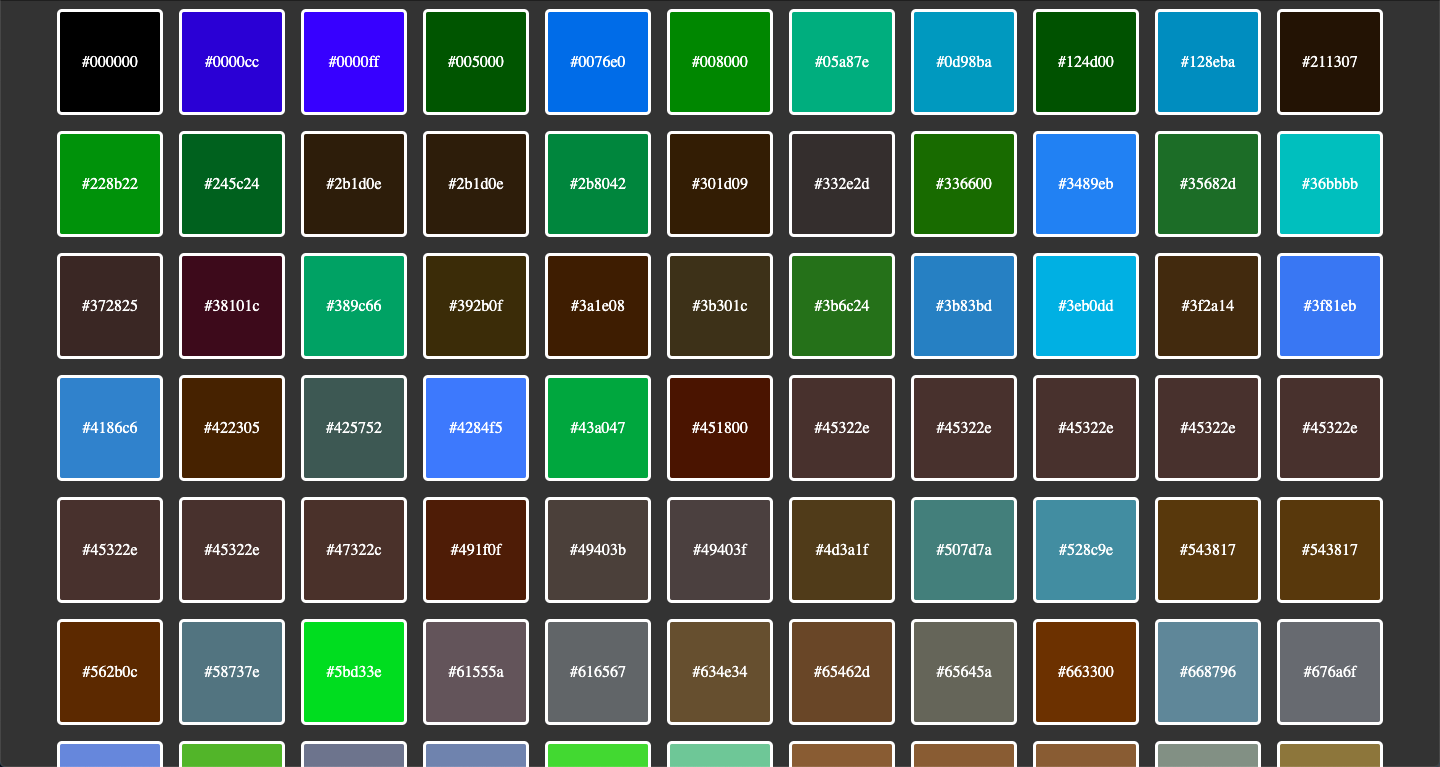 #000000 #0000cc #0000ff #005000 #0076e0 #008000 #05a87e #0d98ba #124d00 #128eba #211307
#228b22 #245c24 #2b1d0e #2b1d0e #2b8042 #301d09 #332e2d #336600 #3489eb #35682d #36bbbb
#372825 #38101c #389c66 #392b0f #3a1e08 #3b301c #3b6c24 #3b83bd #3eb0dd #3f2a14 #3f81eb
#4186c6 #422305 #425752 #4284f5 #43a047 #451800 #45322e #45322e #45322e #45322e #45322e
#45322e #45322e #47322c #491f0f #49403b #49403f #4d3a1f #507d7a #528c9e #543817 #543817
#562b0c #58737e #5bd33e #61555a #616567 #634e34 #65462d #65645a #663300 #668796 #676a6f